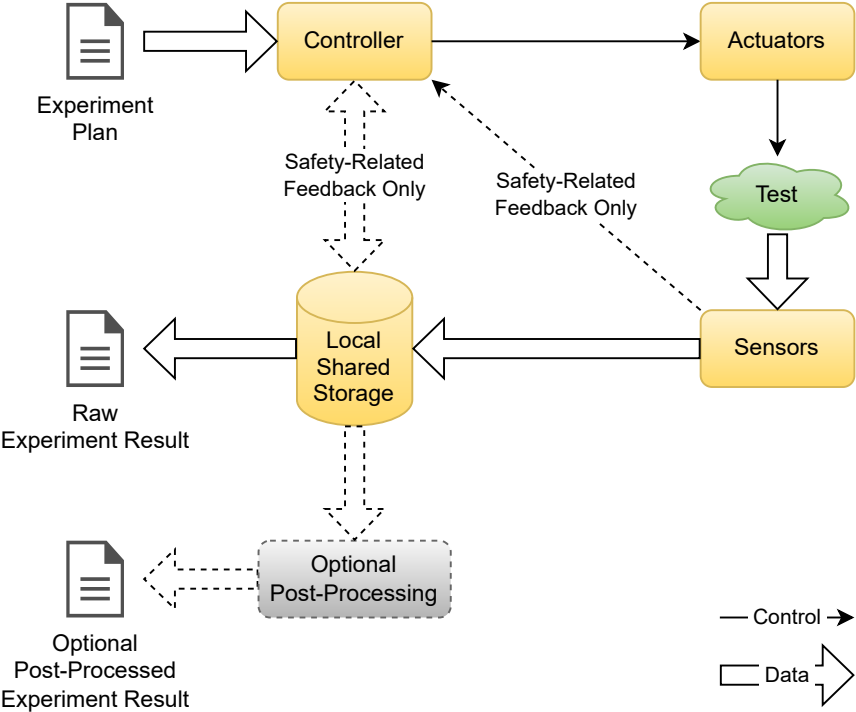 Controller
Actuators
Experiment
Plan
Safety-Related
Feedback Only
Safety-Related
Feedback Only
Test
Local
Shared
Storage
Sensors
Raw
Experiment Result
Optional
Post-Processing
Optional
Post-Processed
Experiment Result
Control
Data